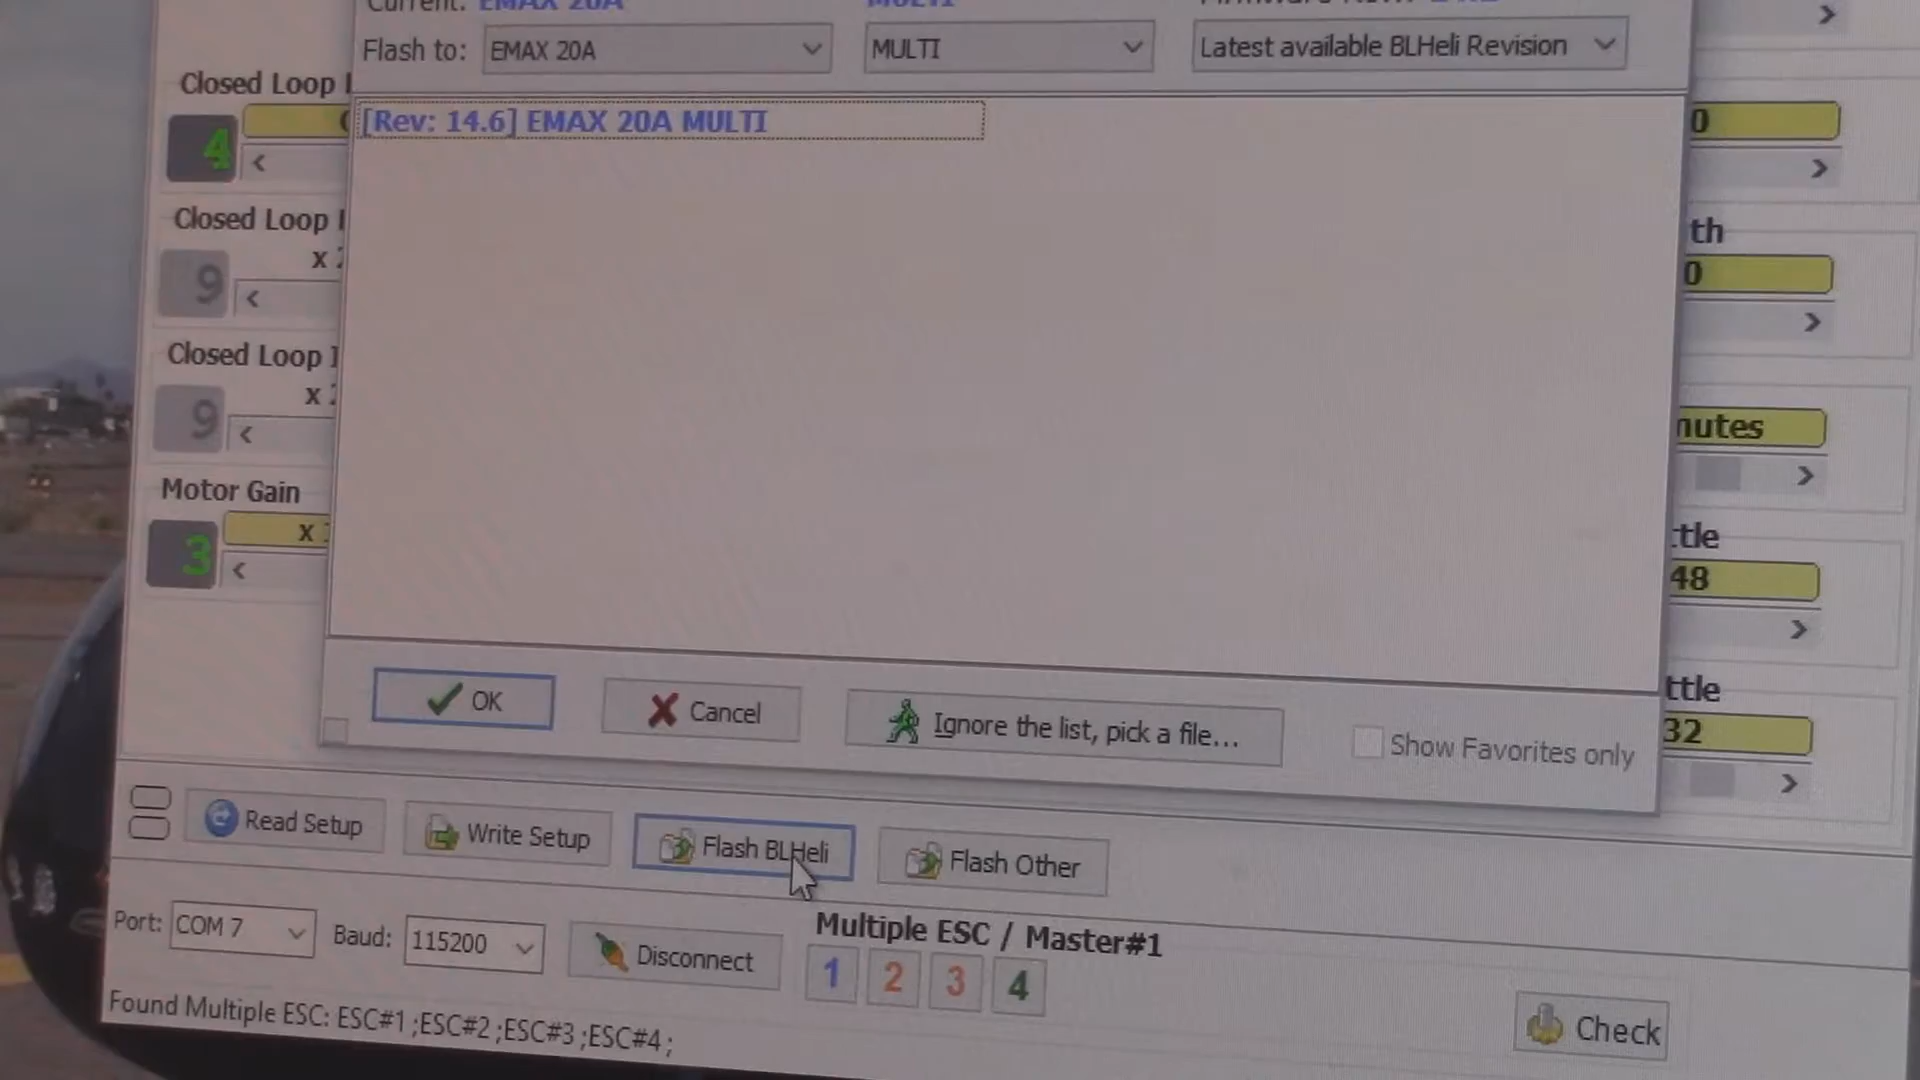 Current: EMAX 20A MULTI
Flash to: EMAX 20A MULTI Latest available BLHeli Revision
[Rev: 14.6] EMAX 20A MULTI
Closed Loop
4
0
Closed Loop
x
9
th
0
Closed Loop
x
9
nutes
Motor Gain
x
3
ttle
48
ttle
32
OK Cancel Ignore the list, pick a file... Show Favorites only
Read Setup Write Setup Flash BLHeli Flash Other
Port: COM 7 Baud: 115200 Disconnect
Multiple ESC / Master#1
1 2 3 4
Found Multiple ESC: ESC#1 ;ESC#2 ;ESC#3 ;ESC#4 ;
Check